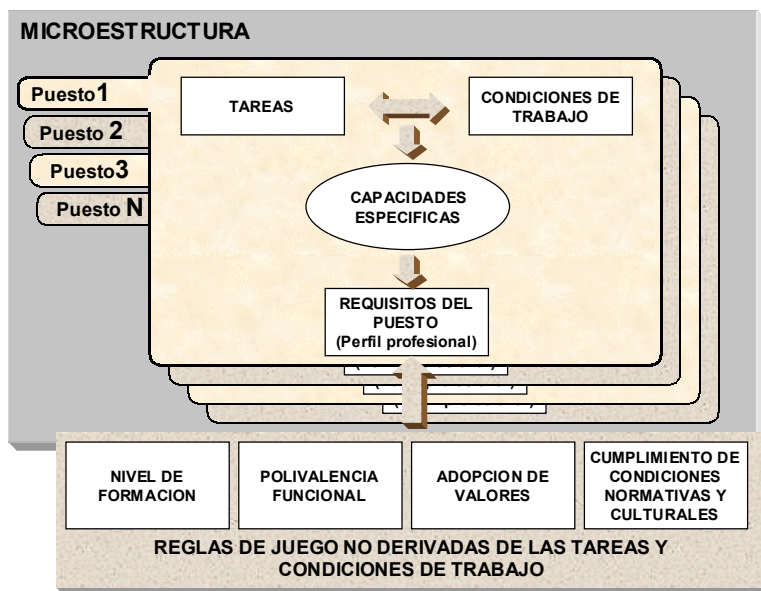 MICROESTRUCTURA
Puesto1
Puesto 2
Puesto3
Puesto N
TAREAS
CONDICIONES DE
TRABAJO
CAPACIDADES
ESPECIFICAS
REQUISITOS DEL
PUESTO
(Perfil profesional)
NIVEL DE
FORMACION
POLIVALENCIA
FUNCIONAL
ADOPCION DE
VALORES
CUMPLIMIENTO DE
CONDICIONES
NORMATIVAS Y
CULTURALES
REGLAS DE JUEGO NO DERIVADAS DE LAS TAREAS Y
CONDICIONES DE TRABAJO